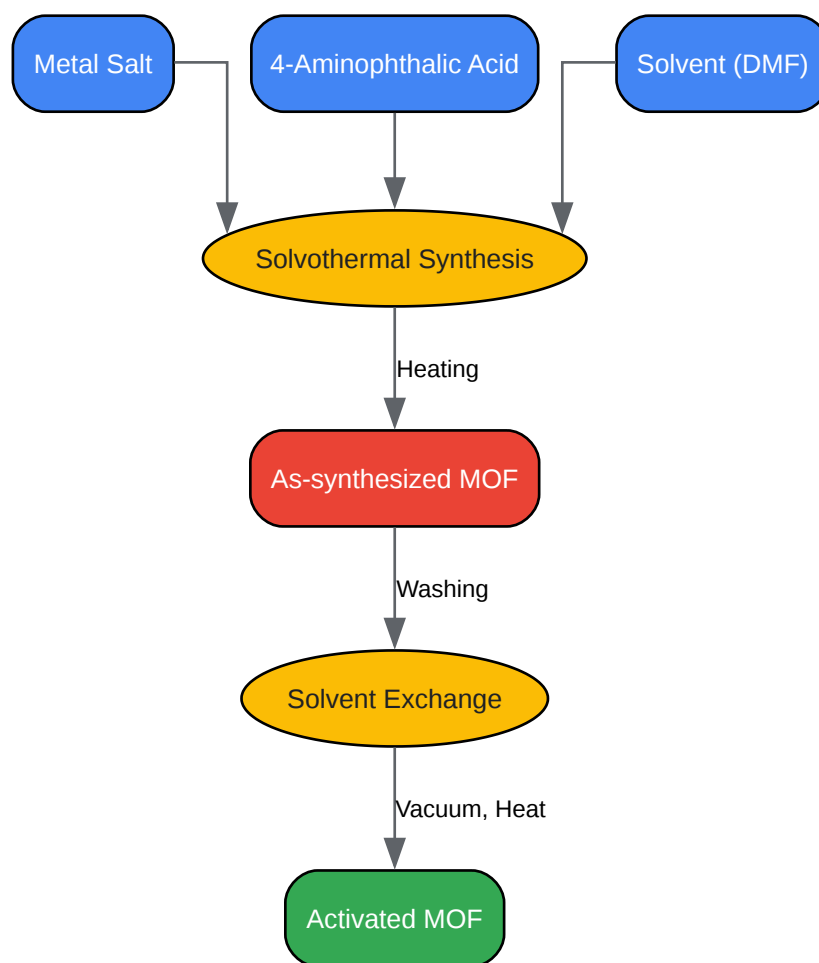 Metal Salt
4-Aminophthalic Acid
Solvent (DMF)
Solvothermal Synthesis
Heating
As-synthesized MOF
Washing
Solvent Exchange
Vacuum, Heat
Activated MOF